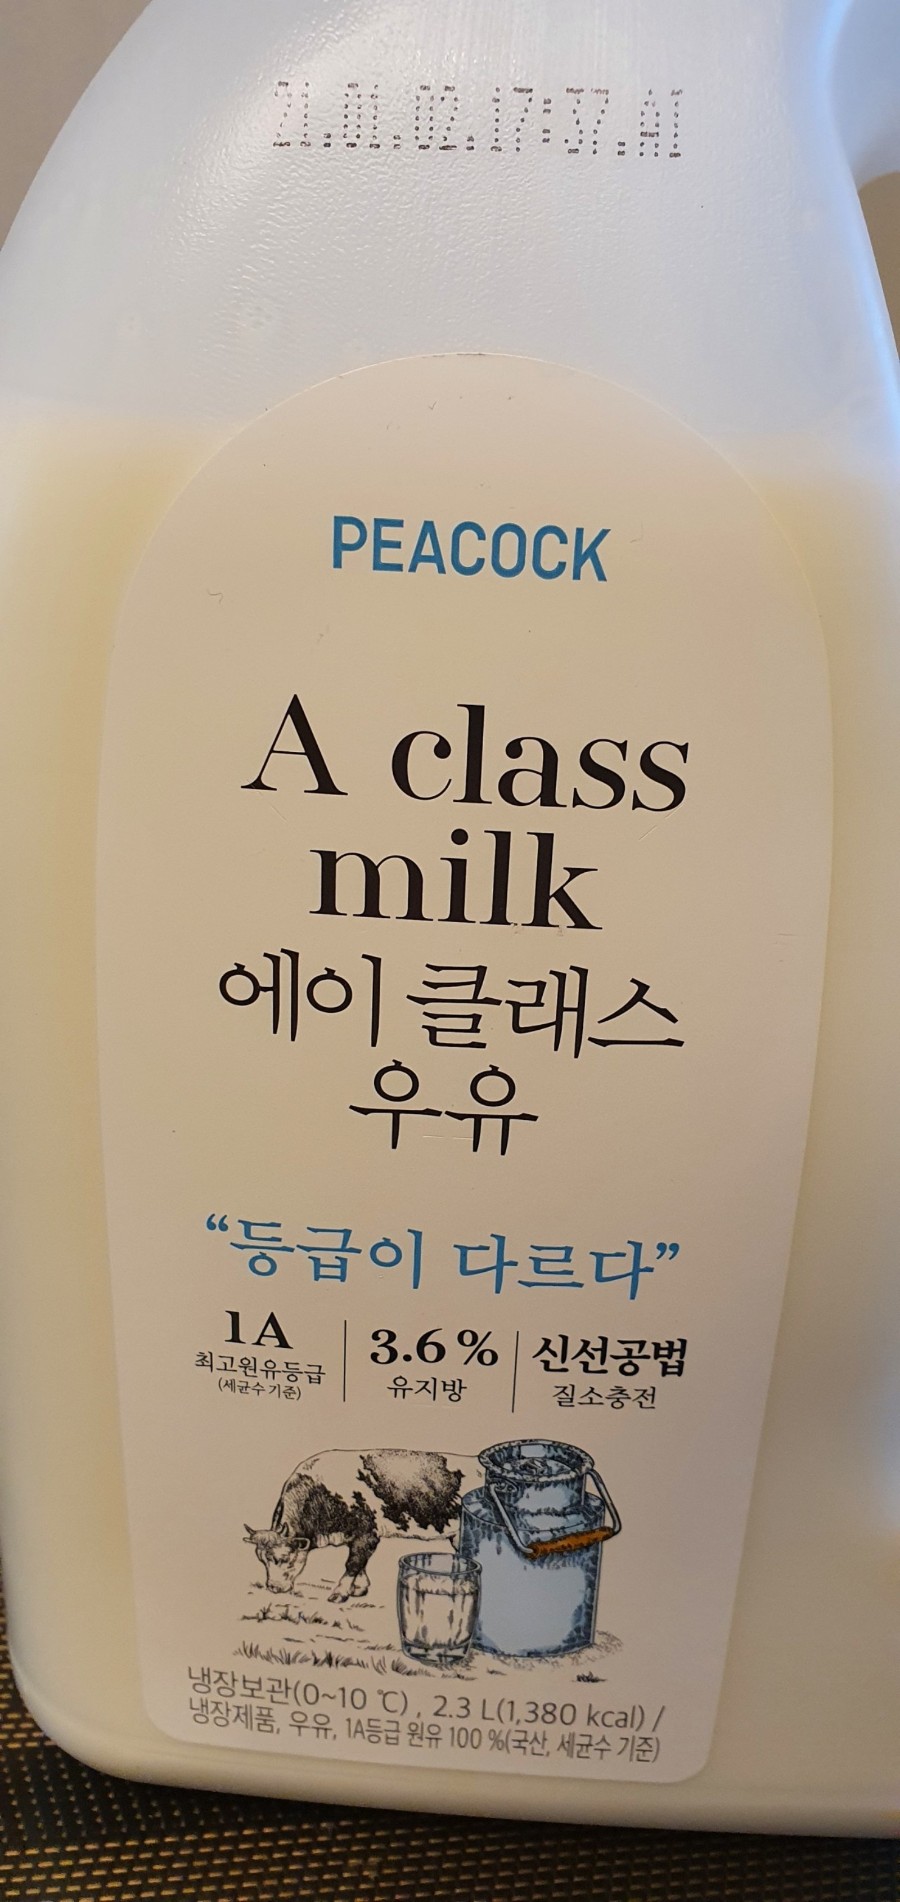 21.01.02.17:37.A1
PEACOCK
A class
milk
에이 클래스
우유
“등급이 다르다”
1A
최고원유등급
(세균수 기준)
3.6 %
유지방
신선공법
질소충전
냉장보관(0~10 ℃) , 2.3 L(1,380 kcal) /
냉장제품, 우유, 1A등급 원유 100 %(국산, 세균수 기준)